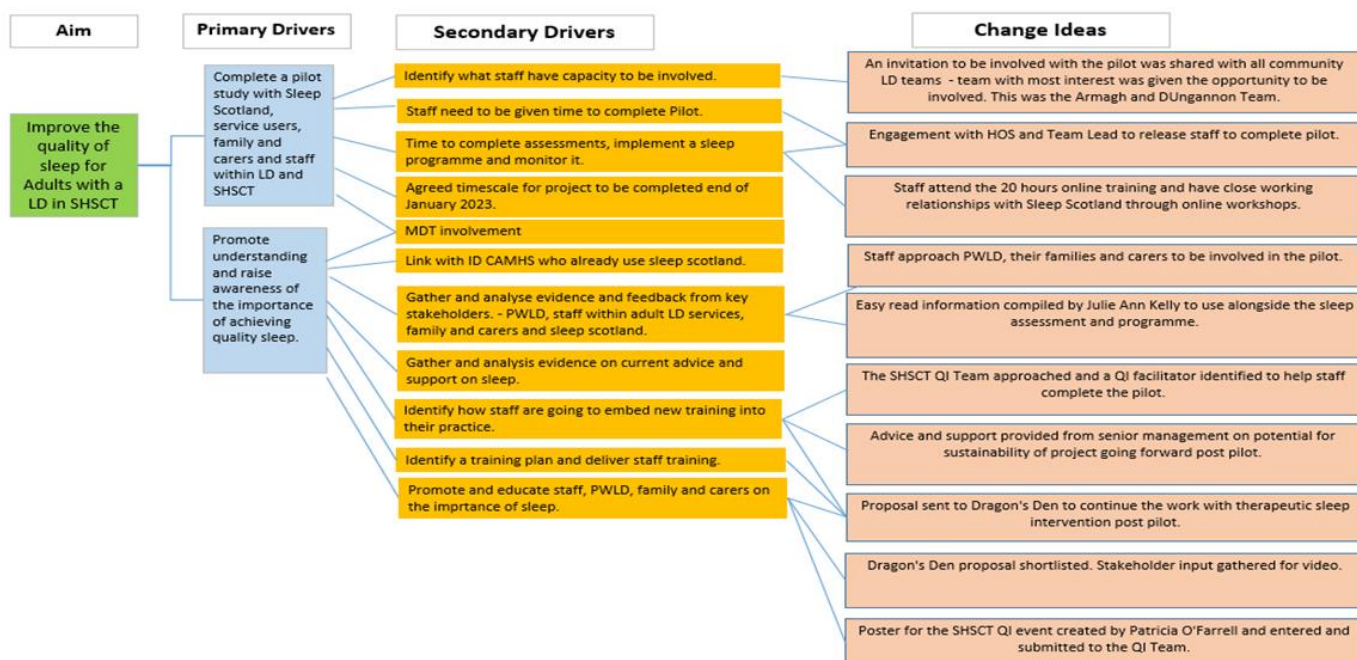 Aim
Primary Drivers
Secondary Drivers
Change Ideas
Improve the
quality of
sleep for
Adults with a
LD in SHSCT
Complete a pilot
study with Sleep
Scotland,
service users,
family and
carers and staff
within LD and
SHSCT
Promote
understanding
and raise
awareness of
the importance
of achieving
quality sleep.
Identify what staff have capacity to be involved.
Staff need to be given time to complete Pilot.
Time to complete assessments, implement a sleep
programme and monitor it.
Agreed timescale for project to be completed end of
January 2023.
MDT involvement
Link with ID CAMHS who already use sleep scotland.
Gather and analyse evidence and feedback from key
stakeholders. - PWLD, staff within adult LD services,
family and carers and sleep scotland.
Gather and analysis evidence on current advice and
support on sleep.
Identify how staff are going to embed new training into
their practice.
Identify a training plan and deliver staff training.
Promote and educate staff, PWLD, family and carers on
the imprtance of sleep.
An invitation to be involved with the pilot was shared with all community
LD teams - team with most interest was given the opportunity to be
involved. This was the Armagh and DUngannon Team.
Engagement with HOS and Team Lead to release staff to complete pilot.
Staff attend the 20 hours online training and have close working
relationships with Sleep Scotland through online workshops.
Staff approach PWLD, their families and carers to be involved in the pilot.
Easy read information compiled by Julie Ann Kelly to use alongside the sleep
assessment and programme.
The SHSCT QI Team approached and a QI facilitator identified to help staff
complete the pilot.
Advice and support provided from senior management on potential for
sustainability of project going forward post pilot.
Proposal sent to Dragon's Den to continue the work with therapeutic sleep
intervention post pilot.
Dragon's Den proposal shortlisted. Stakeholder input gathered for video.
Poster for the SHSCT QI event created by Patricia O'Farrell and entered and
submitted to the QI Team.